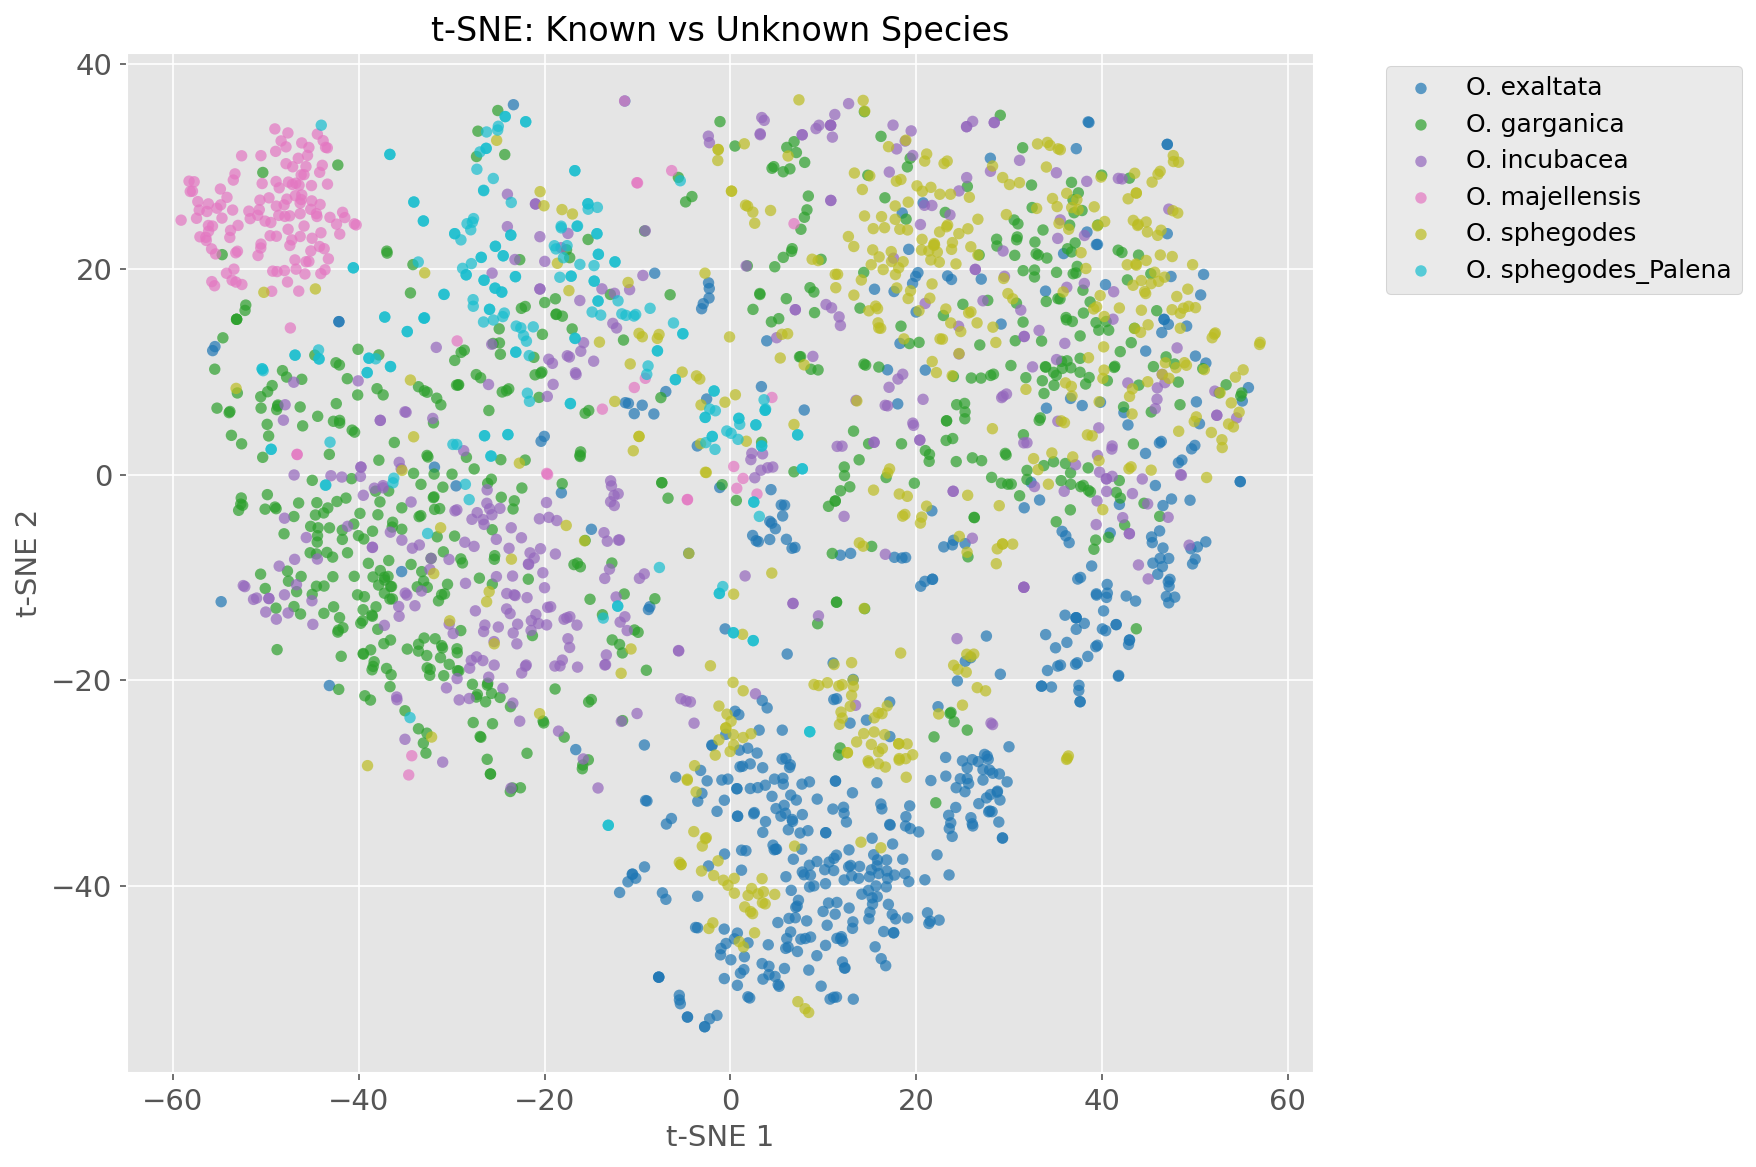 t-SNE: Known vs Unknown Species
40
20
0
−20
−40
t-SNE 2
−60
−40
−20
0
20
40
60
t-SNE 1
O. exaltata
O. garganica
O. incubacea
O. majellensis
O. sphegodes
O. sphegodes_Palena